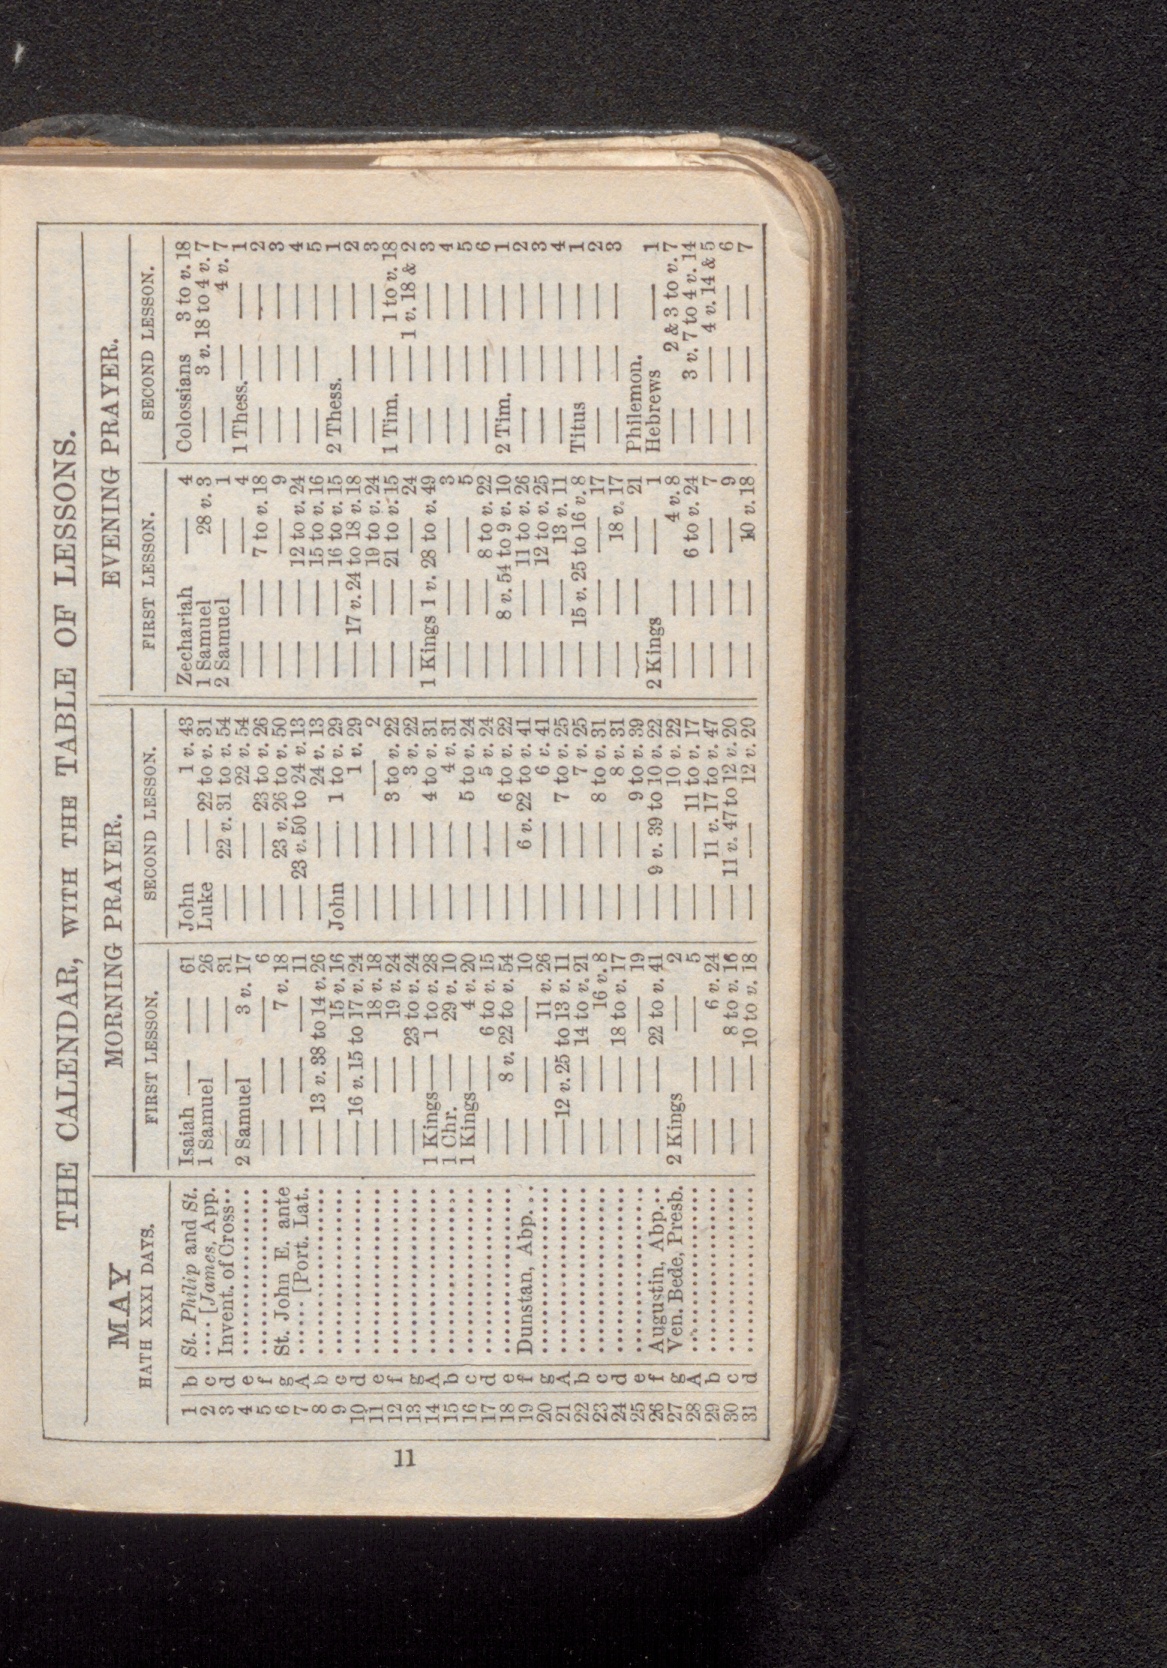 THE CALENDAR, WITH THE TABLE OF LESSONS.
MAY MORNING PRAYER. EVENING PRAYER.
HATH XXXI DAYS. FIRST LESSON. SECOND LESSON. FIRST LESSON. SECOND LESSON.
1 b St. Philip and St. Isaiah — — 61 John — 1 v. 43 Zechariah — 4 Colossians 3 to v. 18
2 c .... [James, App. 1 Samuel — 26 Luke — 22 to v. 31 1 Samuel 28 v. 3 — 3 v. 18 to 4 v. 7
3 d Invent. of Cross.. — — — 31 — 22 v. 31 to v. 54 2 Samuel — 1 — — 4 v. 7
4 e ................ 2 Samuel 3 v. 17 — — 22 v. 54 — — — 4 1 Thess. — — 1
5 f ................ — — — 6 — — 23 to v. 26 — — 7 to v. 18 — — — 2
6 g St. John E. ante — — 7 v. 18 — 23 v. 26 to v. 50 — — — 9 — — — 3
7 A ..... [Port. Lat. — — — 11 — 23 v. 50 to 24 v. 13 — — 12 to v. 24 — — — 4
8 b ................ — 13 v. 38 to 14 v. 26 — — 24 v. 13 — — 15 to v. 16 — — — 5
9 c ................ — — 15 v. 16 John — 1 to v. 29 — — 16 to v. 15 2 Thess. — 1
10 d ................ — 16 v. 15 to 17 v. 24 — — 1 v. 29 — 17 v. 24 to 18 v. 18 — — — 2
11 e ................ — — 18 v. 18 — — — 2 — — 19 to v. 24 — — — 3
12 f ................ — — 19 v. 24 — — 3 to v. 22 — — 21 to v. 15 1 Tim. — 1 to v. 18
13 g ................ — — 23 to v. 24 — — 3 v. 22 — — — 24 — — 1 v. 18 & 2
14 A ................ 1 Kings — 1 to v. 28 — — 4 to v. 31 1 Kings 1 v. 28 to v. 49 — — — 3
15 b ................ 1 Chr. — 29 v. 10 — — 4 v. 31 — — — 3 — — — 4
16 c ................ 1 Kings — 4 v. 20 — — 5 to v. 24 — — — 5 — — — 5
17 d ................ — — 6 to v. 15 — — 5 v. 24 — — 8 to v. 22 — — — 6
18 e ................ — 8 v. 22 to v. 54 — — 6 to v. 22 — 8 v. 54 to 9 v. 10 2 Tim. — — 1
19 f Dunstan, Abp... — — — 10 — 6 v. 22 to v. 41 — — 11 to v. 26 — — — 2
20 g ................ — — 11 v. 26 — — 6 v. 41 — — 12 to v. 25 — — — 3
21 A ................ — 12 v. 25 to 13 v. 11 — — 7 to v. 25 — — 13 v. 11 — — — 4
22 b ................ — — 14 to v. 21 — — 7 v. 25 — 15 v. 25 to 16 v. 8 Titus — — 1
23 c ................ — — 16 v. 8 — — 8 to v. 31 — — — 17 — — — 2
24 d ................ — — 18 to v. 17 — — 8 v. 31 — — 18 v. 17 — — — 3
25 e ................ — — — 19 — — 9 to v. 39 — — — 21 Philemon.
26 f Augustin, Abp... — — 22 to v. 41 — 9 v. 39 to 10 v. 22 2 Kings — 1 Hebrews — 1
27 g Ven. Bede, Presb. 2 Kings — 2 — — 10 v. 22 — — 4 v. 8 — 2 & 3 to v. 7
28 A ................ — — — 5 — — 11 to v. 17 — — 6 to v. 24 — 3 v. 7 to 4 v. 14
29 b ................ — — 6 v. 24 — 11 v. 17 to v. 47 — — — 7 — — 4 v. 14 & 5
30 c ................ — — 8 to v. 16 — 11 v. 47 to 12 v. 20 — — — 9 — — — 6
31 d ................ — — 10 to v. 18 — — 12 v. 20 — — 10 v. 18 — — — 7
11